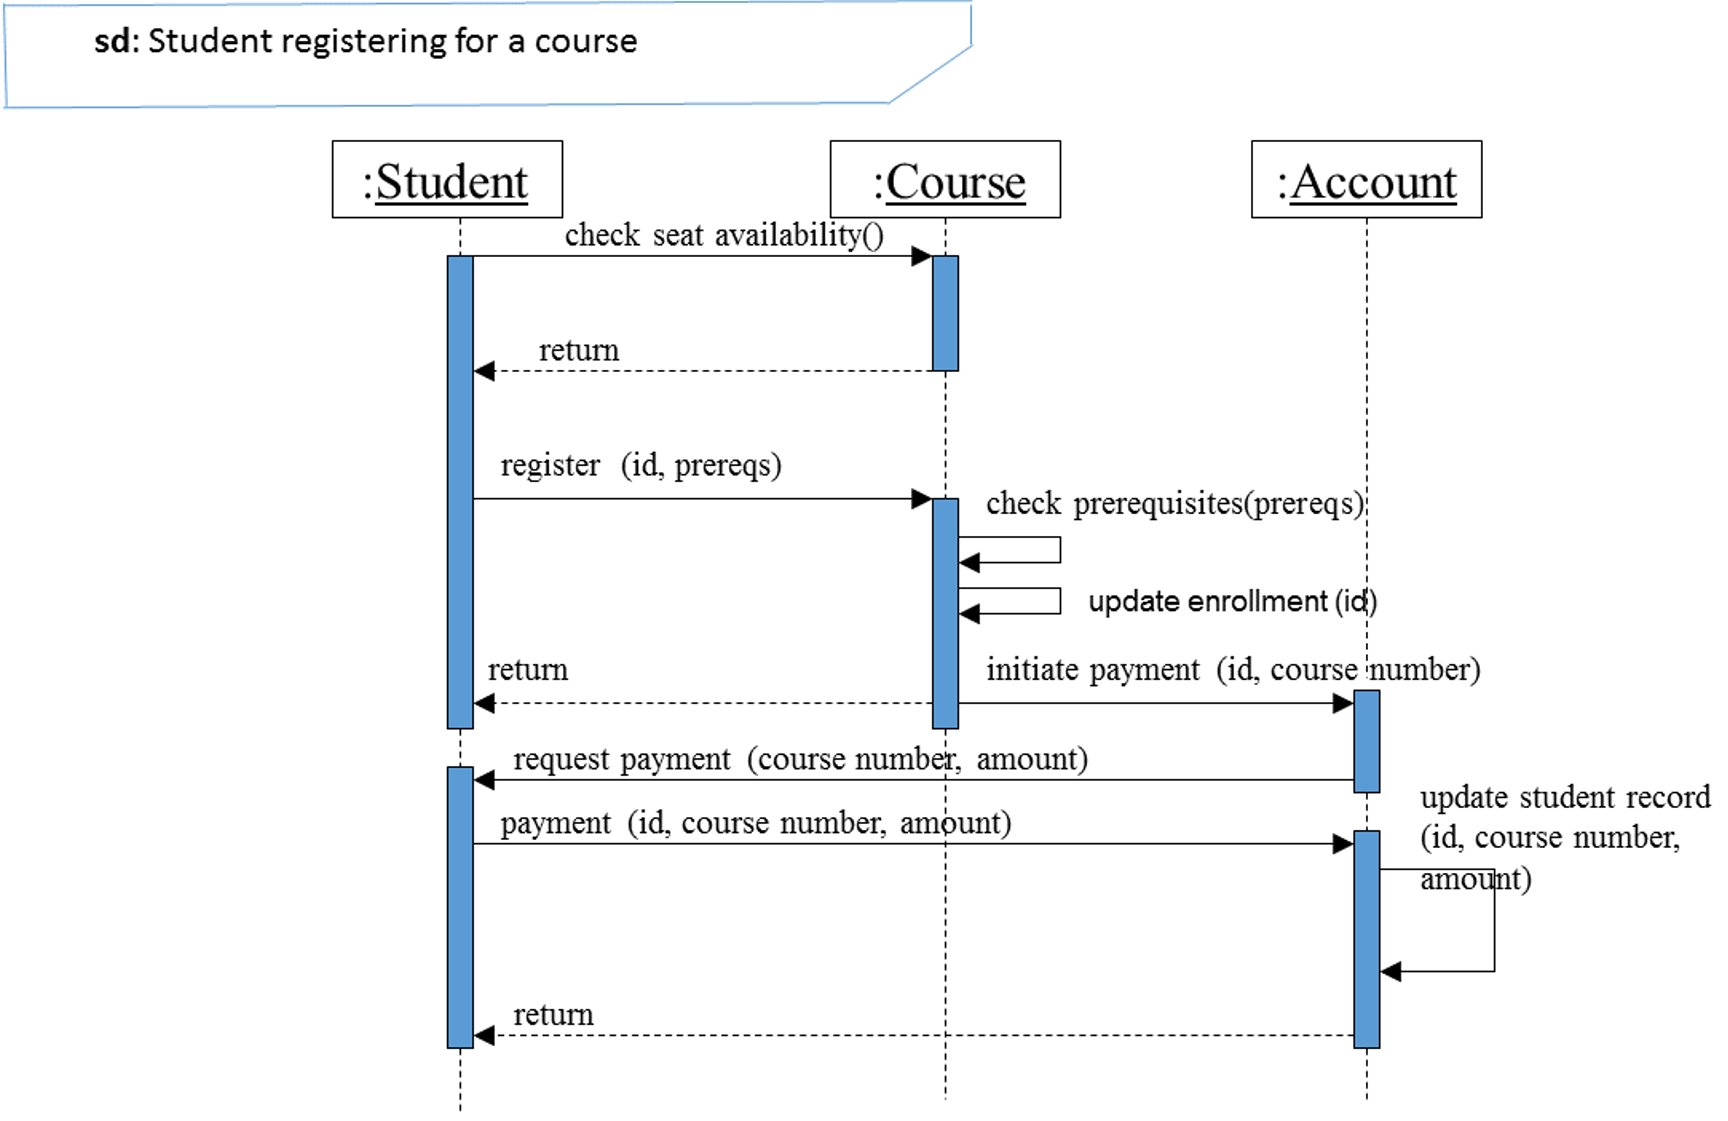 sd: Student registering for a course
:Student
:Course
:Account
check seat availability()
return
register (id, prereqs)
check prerequisites(prereqs)
update enrollment (id)
return
initiate payment (id, course number)
request payment (course number, amount)
update student record
(id, course number,
amount)
payment (id, course number, amount)
return